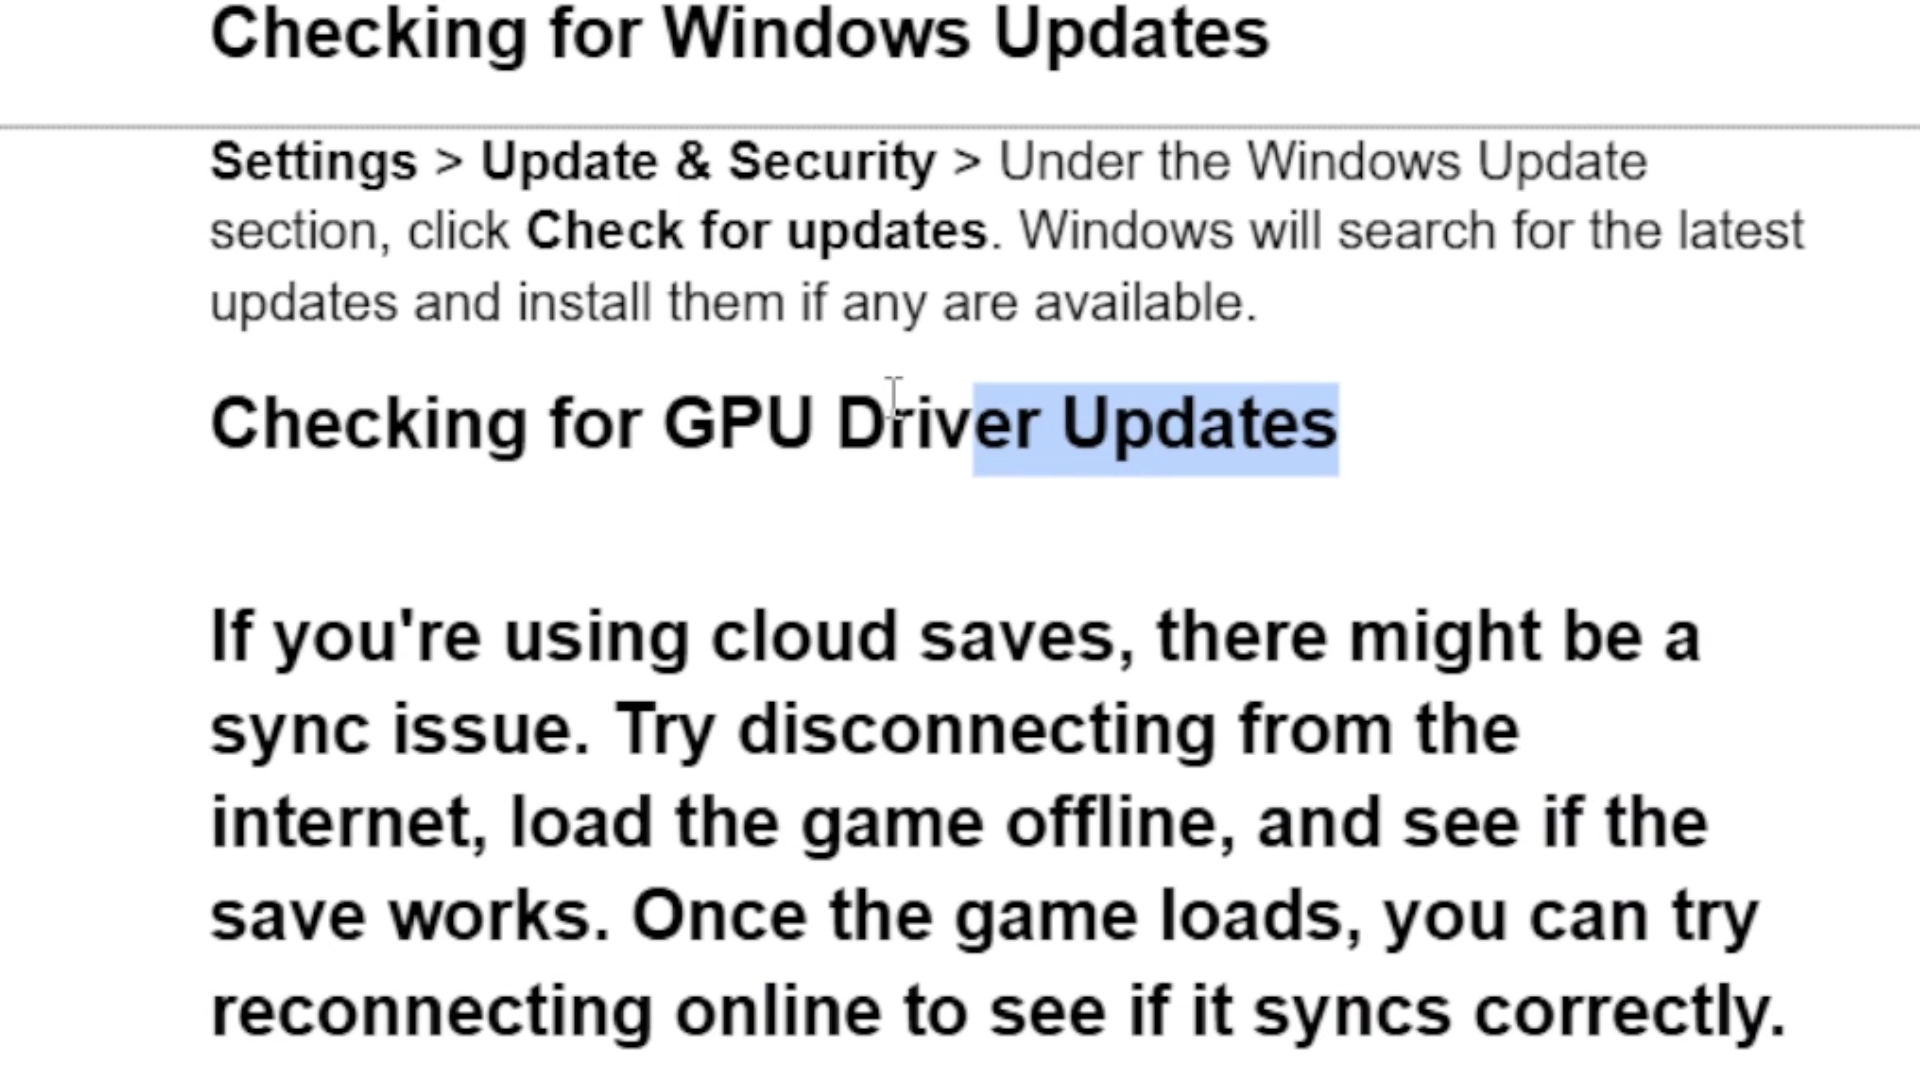 Checking for Windows Updates
Settings > Update & Security > Under the Windows Update
section, click Check for updates. Windows will search for the latest
updates and install them if any are available.
Checking for GPU Driver Updates
If you're using cloud saves, there might be a
sync issue. Try disconnecting from the
internet, load the game offline, and see if the
save works. Once the game loads, you can try
reconnecting online to see if it syncs correctly.